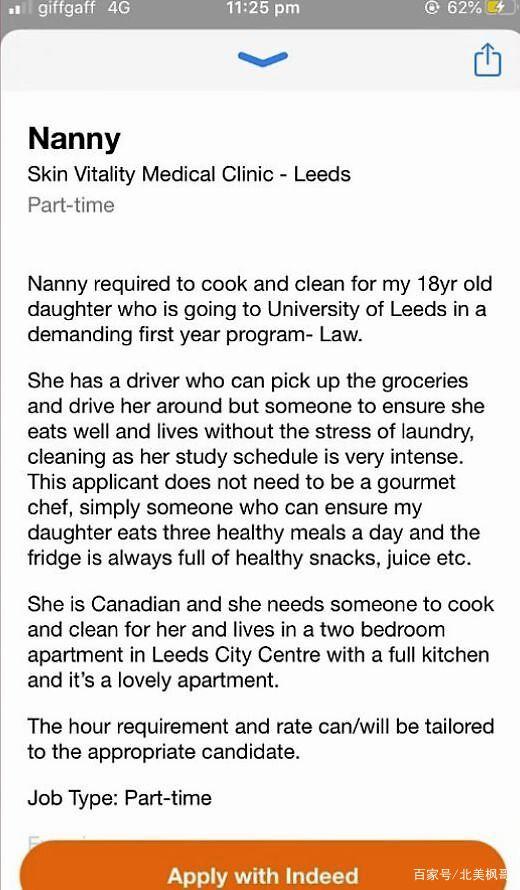 giffgaff 4G 11:25 pm 62%
Nanny
Skin Vitality Medical Clinic - Leeds
Part-time
Nanny required to cook and clean for my 18yr old
daughter who is going to University of Leeds in a
demanding first year program- Law.
She has a driver who can pick up the groceries
and drive her around but someone to ensure she
eats well and lives without the stress of laundry,
cleaning as her study schedule is very intense.
This applicant does not need to be a gourmet
chef, simply someone who can ensure my
daughter eats three healthy meals a day and the
fridge is always full of healthy snacks, juice etc.
She is Canadian and she needs someone to cook
and clean for her and lives in a two bedroom
apartment in Leeds City Centre with a full kitchen
and it's a lovely apartment.
The hour requirement and rate can/will be tailored
to the appropriate candidate.
Job Type: Part-time
Apply with Indeed
百家号/北美枫哥